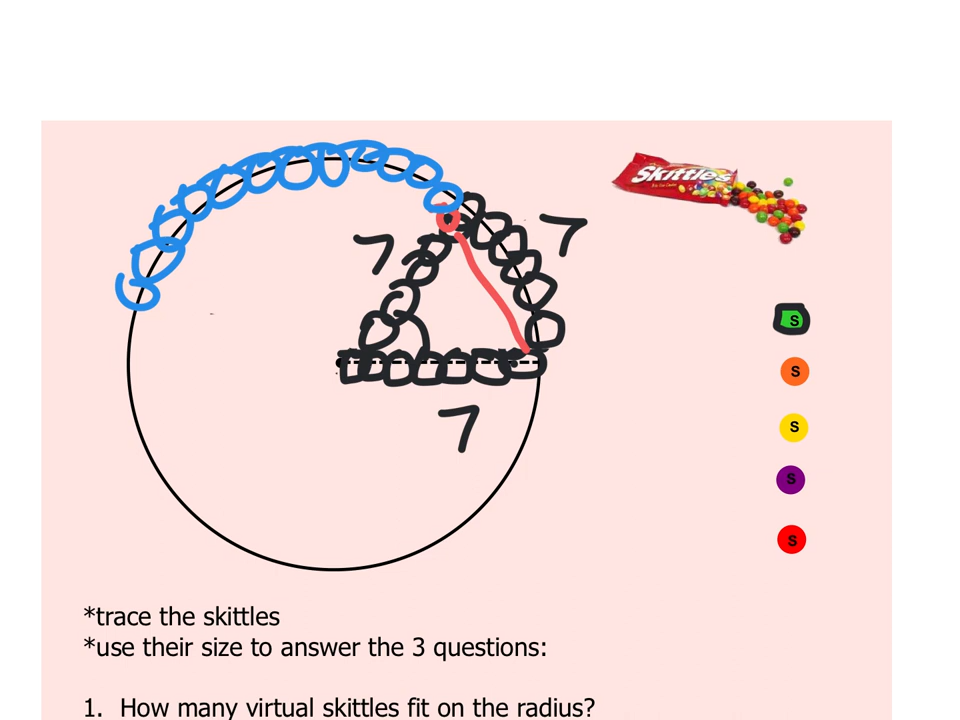 Skittles
7
7
S
S
7
S
S
S
*trace the skittles
*use their size to answer the 3 questions:
1. How many virtual skittles fit on the radius?